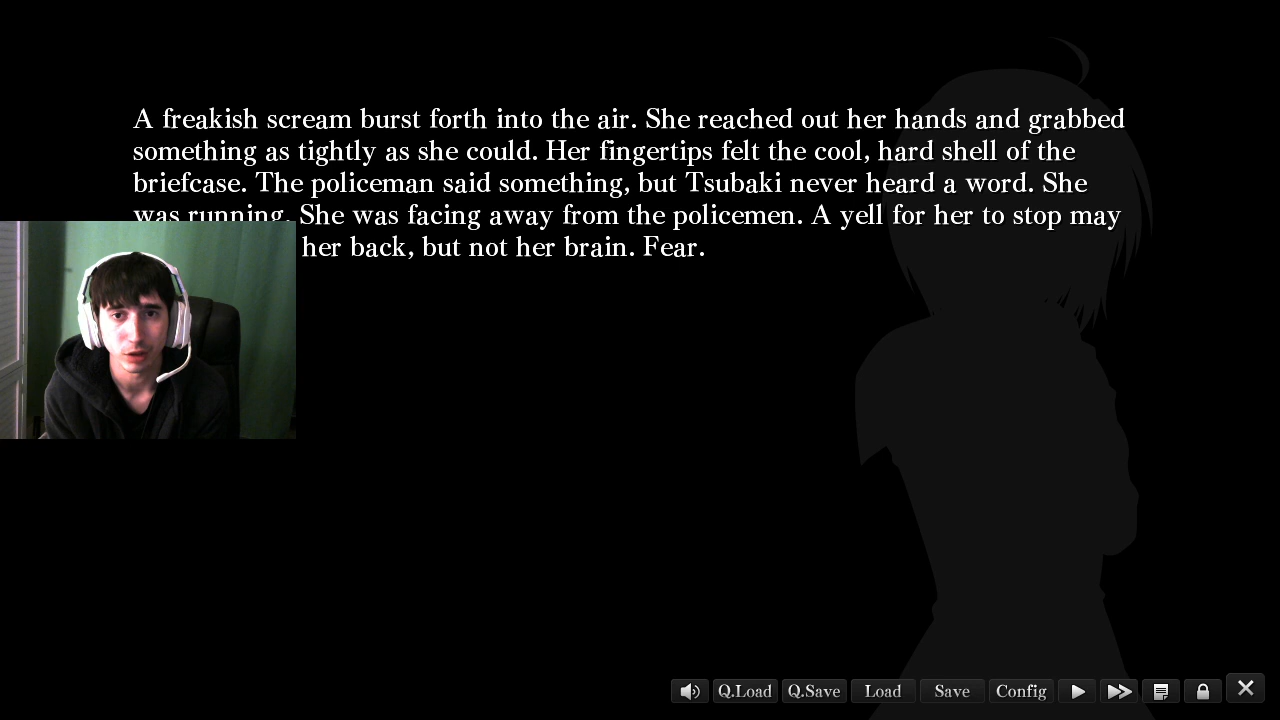 A freakish scream burst forth into the air. She reached out her hands and grabbed
something as tightly as she could. Her fingertips felt the cool, hard shell of the
briefcase. The policeman said something, but Tsubaki never heard a word. She
was running. She was facing away from the policemen. A yell for her to stop may
her back, but not her brain. Fear.
Q.Load Q.Save Load Save Config